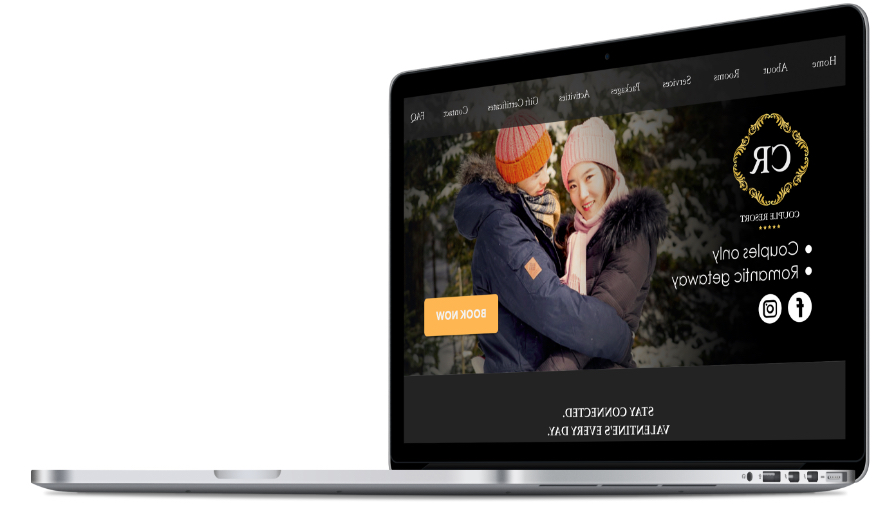 Home About Rooms Services Packages Activities Gift Certificates Contact FAQ
CR
COUPLE RESORT
• Couples only
• Romantic getaway
BOOK NOW
STAY CONNECTED.
VALENTINE'S EVERY DAY.